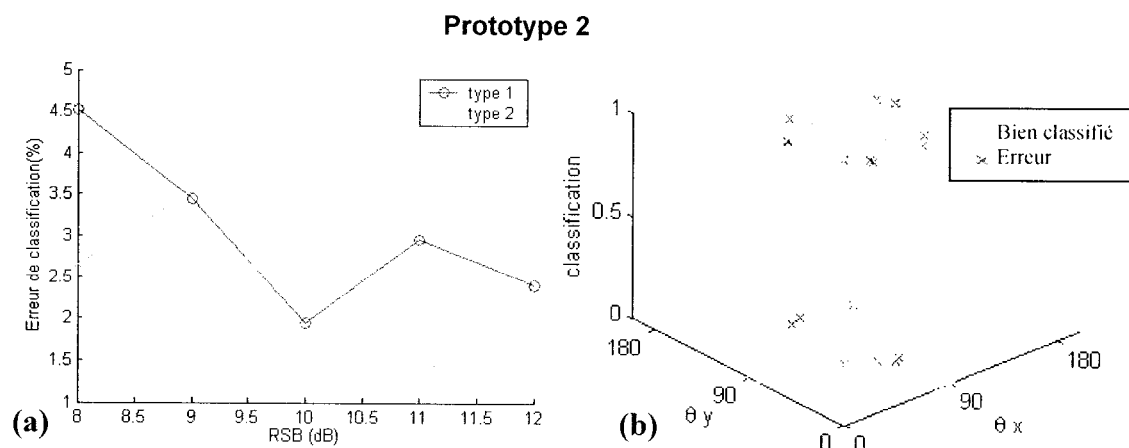 Prototype 2
5
4.5
4
3.5
3
2.5
2
1.5
1
Erreur de classification(%)
type 1
type 2
8
8.5
9
9.5
10
10.5
11
11.5
12
RSB (dB)
(a)
1
0.5
0
classification
Bien classifié
Erreur
180
90
0
θ y
0
90
180
θ x
(b)